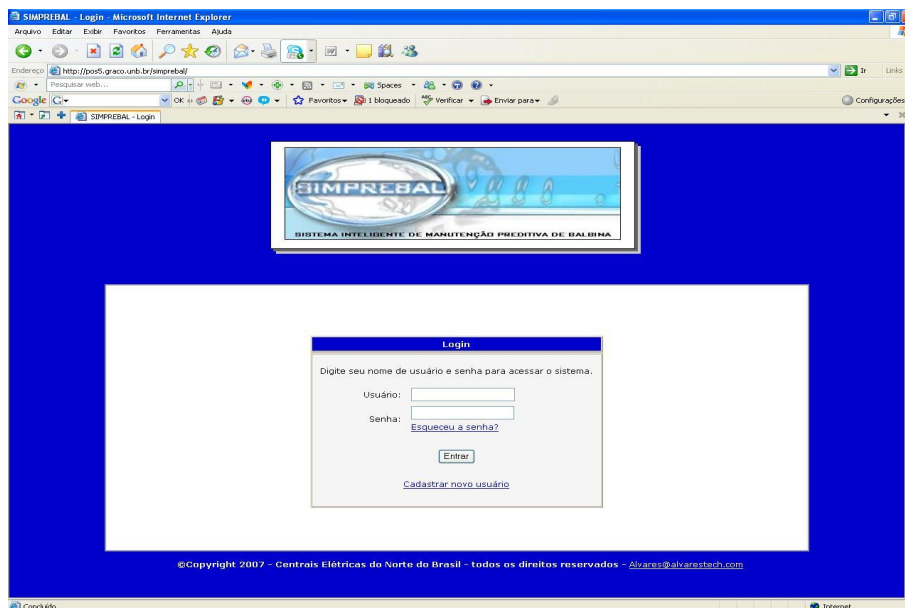 SIMPREBAL - Login - Microsoft Internet Explorer
Arquivo Editar Exibir Favoritos Ferramentas Ajuda
Endereço http://pos5.graco.unb.br/simprebal/ Ir Links
Pesquisar web... Spaces
Google G OK Favoritos 1 bloqueado Verificar Enviar para Configurações
SIMPREBAL - Login
SIMPREBAL
SISTEMA INTELIGENTE DE MANUTENÇÃO PREDITIVA DE BALBINA
Login
Digite seu nome de usuário e senha para acessar o sistema.
Usuário:
Senha:
Esqueceu a senha?
Entrar
Cadastrar novo usuário
©Copyright 2007 - Centrais Elétricas do Norte do Brasil - todos os direitos reservados - Alvares@alvarestech.com
Concluído Internet